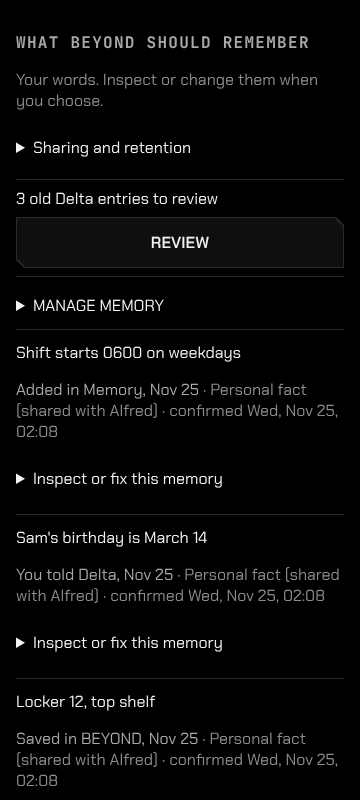 WHAT BEYOND SHOULD REMEMBER
Your words. Inspect or change them when
you choose.
▶ Sharing and retention
3 old Delta entries to review
REVIEW
▶ MANAGE MEMORY
Shift starts 0600 on weekdays
Added in Memory, Nov 25 · Personal fact
(shared with Alfred) · confirmed Wed, Nov 25,
02:08
▶ Inspect or fix this memory
Sam's birthday is March 14
You told Delta, Nov 25 · Personal fact (shared
with Alfred) · confirmed Wed, Nov 25, 02:08
▶ Inspect or fix this memory
Locker 12, top shelf
Saved in BEYOND, Nov 25 · Personal fact
(shared with Alfred) · confirmed Wed, Nov 25,
02:08